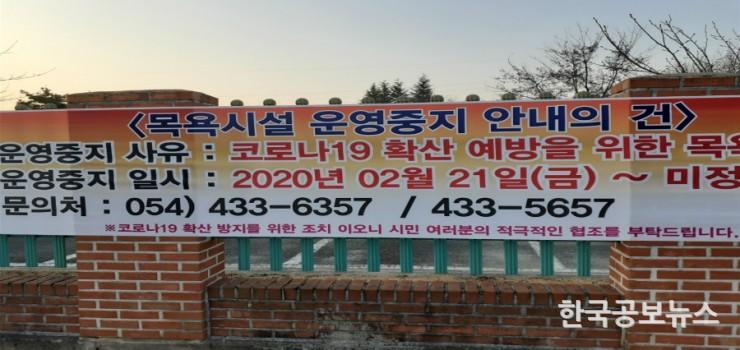 <목욕시설 운영중지 안내의 건>
운영중지 사유 : 코로나19 확산 예방을 위한 목욕
운영중지 일시 : 2020년 02월 21일(금) ~ 미정
문의처 : 054) 433-6357 / 433-5657
※코로나19 확산 방지를 위한 조치 이오니 시민 여러분의 적극적인 협조를 부탁드립니다.
한국공보뉴스